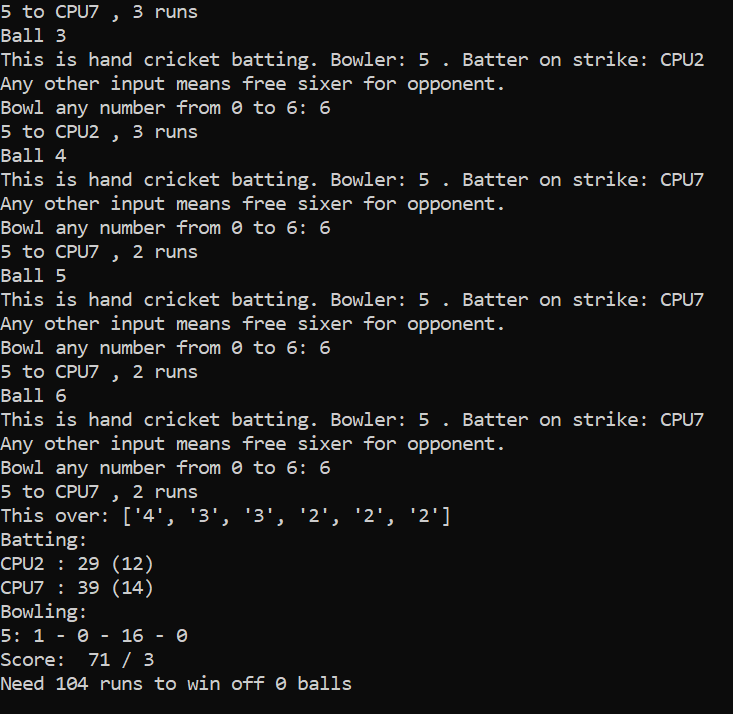 5 to CPU7 , 3 runs
Ball 3
This is hand cricket batting. Bowler: 5 . Batter on strike: CPU2
Any other input means free sixer for opponent.
Bowl any number from 0 to 6: 6
5 to CPU2 , 3 runs
Ball 4
This is hand cricket batting. Bowler: 5 . Batter on strike: CPU7
Any other input means free sixer for opponent.
Bowl any number from 0 to 6: 6
5 to CPU7 , 2 runs
Ball 5
This is hand cricket batting. Bowler: 5 . Batter on strike: CPU7
Any other input means free sixer for opponent.
Bowl any number from 0 to 6: 6
5 to CPU7 , 2 runs
Ball 6
This is hand cricket batting. Bowler: 5 . Batter on strike: CPU7
Any other input means free sixer for opponent.
Bowl any number from 0 to 6: 6
5 to CPU7 , 2 runs
This over: ['4', '3', '3', '2', '2', '2']
Batting:
CPU2 : 29 (12)
CPU7 : 39 (14)
Bowling:
5: 1 - 0 - 16 - 0
Score:  71 / 3
Need 104 runs to win off 0 balls